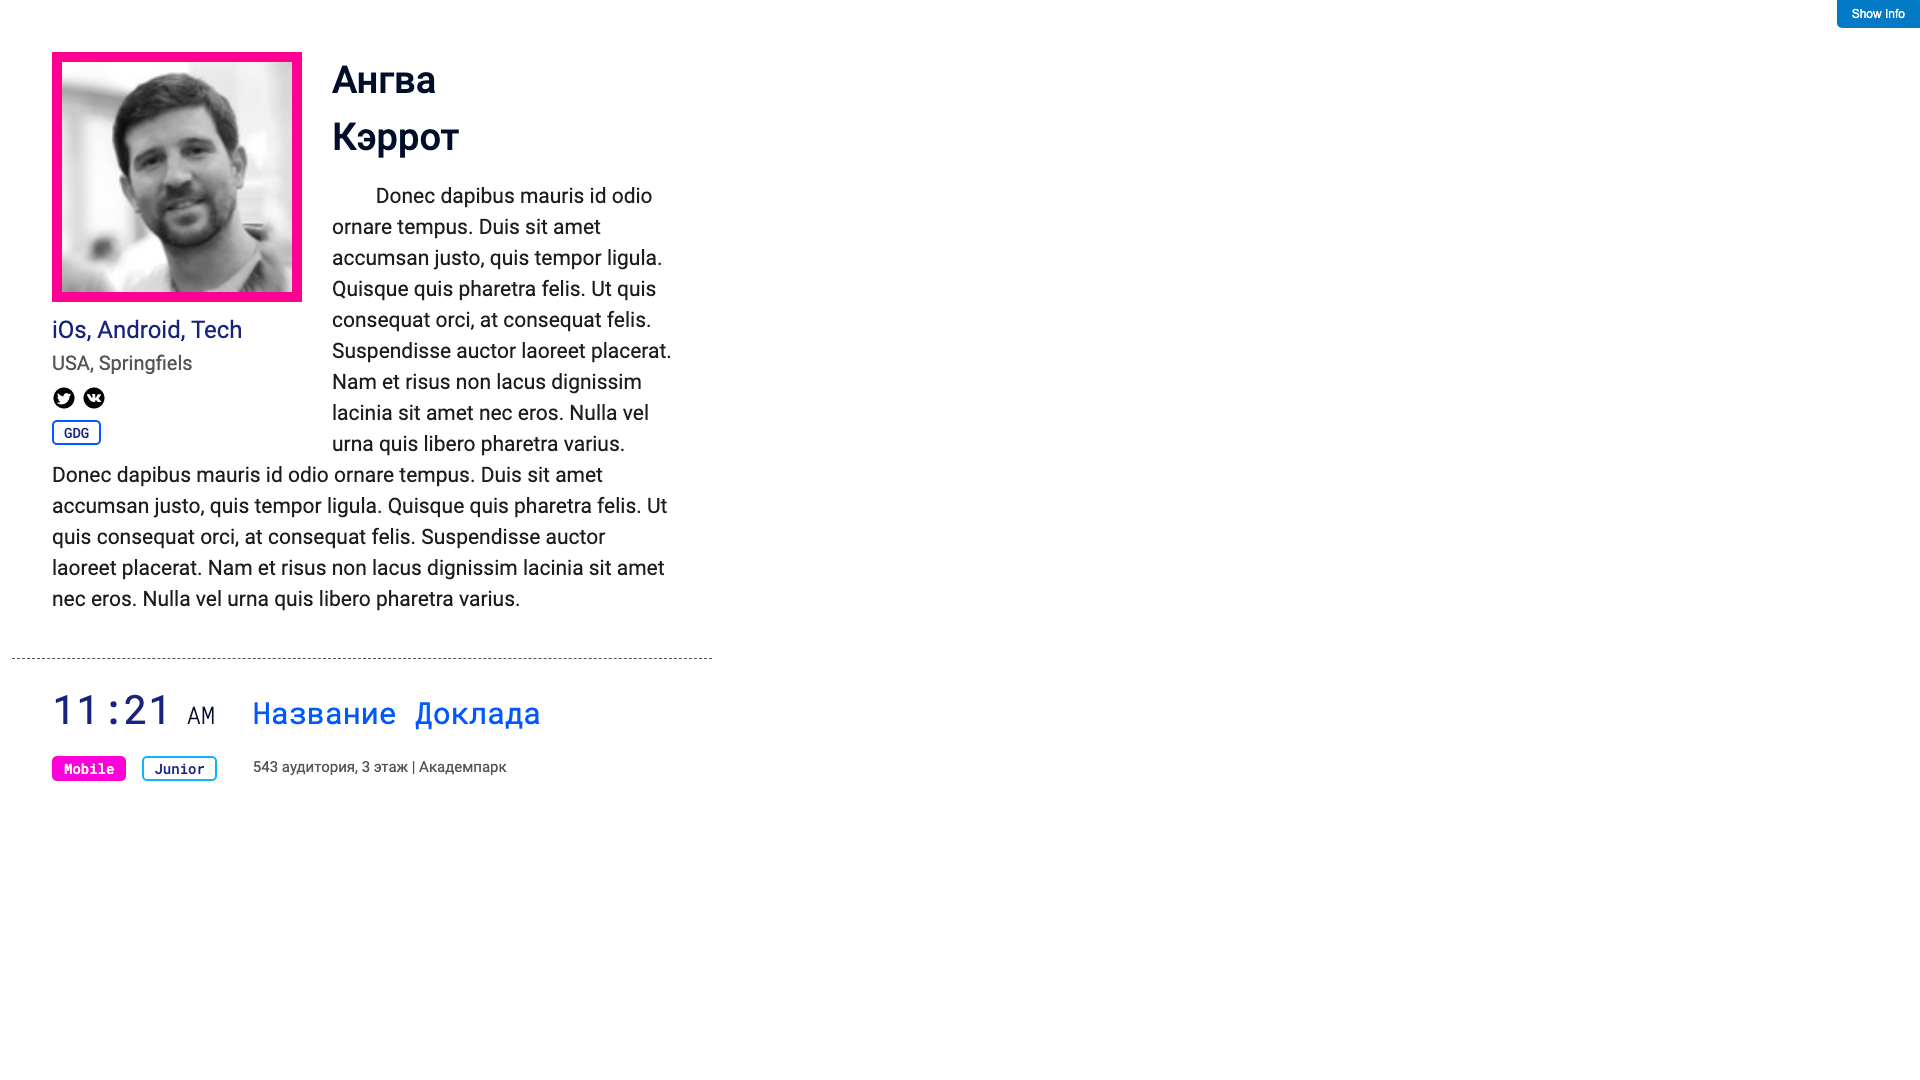 Show Info
Ангва
Кэррот
Donec dapibus mauris id odio
ornare tempus. Duis sit amet
accumsan justo, quis tempor ligula.
Quisque quis pharetra felis. Ut quis
consequat orci, at consequat felis.
Suspendisse auctor laoreet placerat.
Nam et risus non lacus dignissim
lacinia sit amet nec eros. Nulla vel
urna quis libero pharetra varius.
iOs, Android, Tech
USA, Springfiels
GDG
Donec dapibus mauris id odio ornare tempus. Duis sit amet
accumsan justo, quis tempor ligula. Quisque quis pharetra felis. Ut
quis consequat orci, at consequat felis. Suspendisse auctor
laoreet placerat. Nam et risus non lacus dignissim lacinia sit amet
nec eros. Nulla vel urna quis libero pharetra varius.
11:21 AM
Название Доклада
Mobile
Junior
543 аудитория, 3 этаж | Академпарк